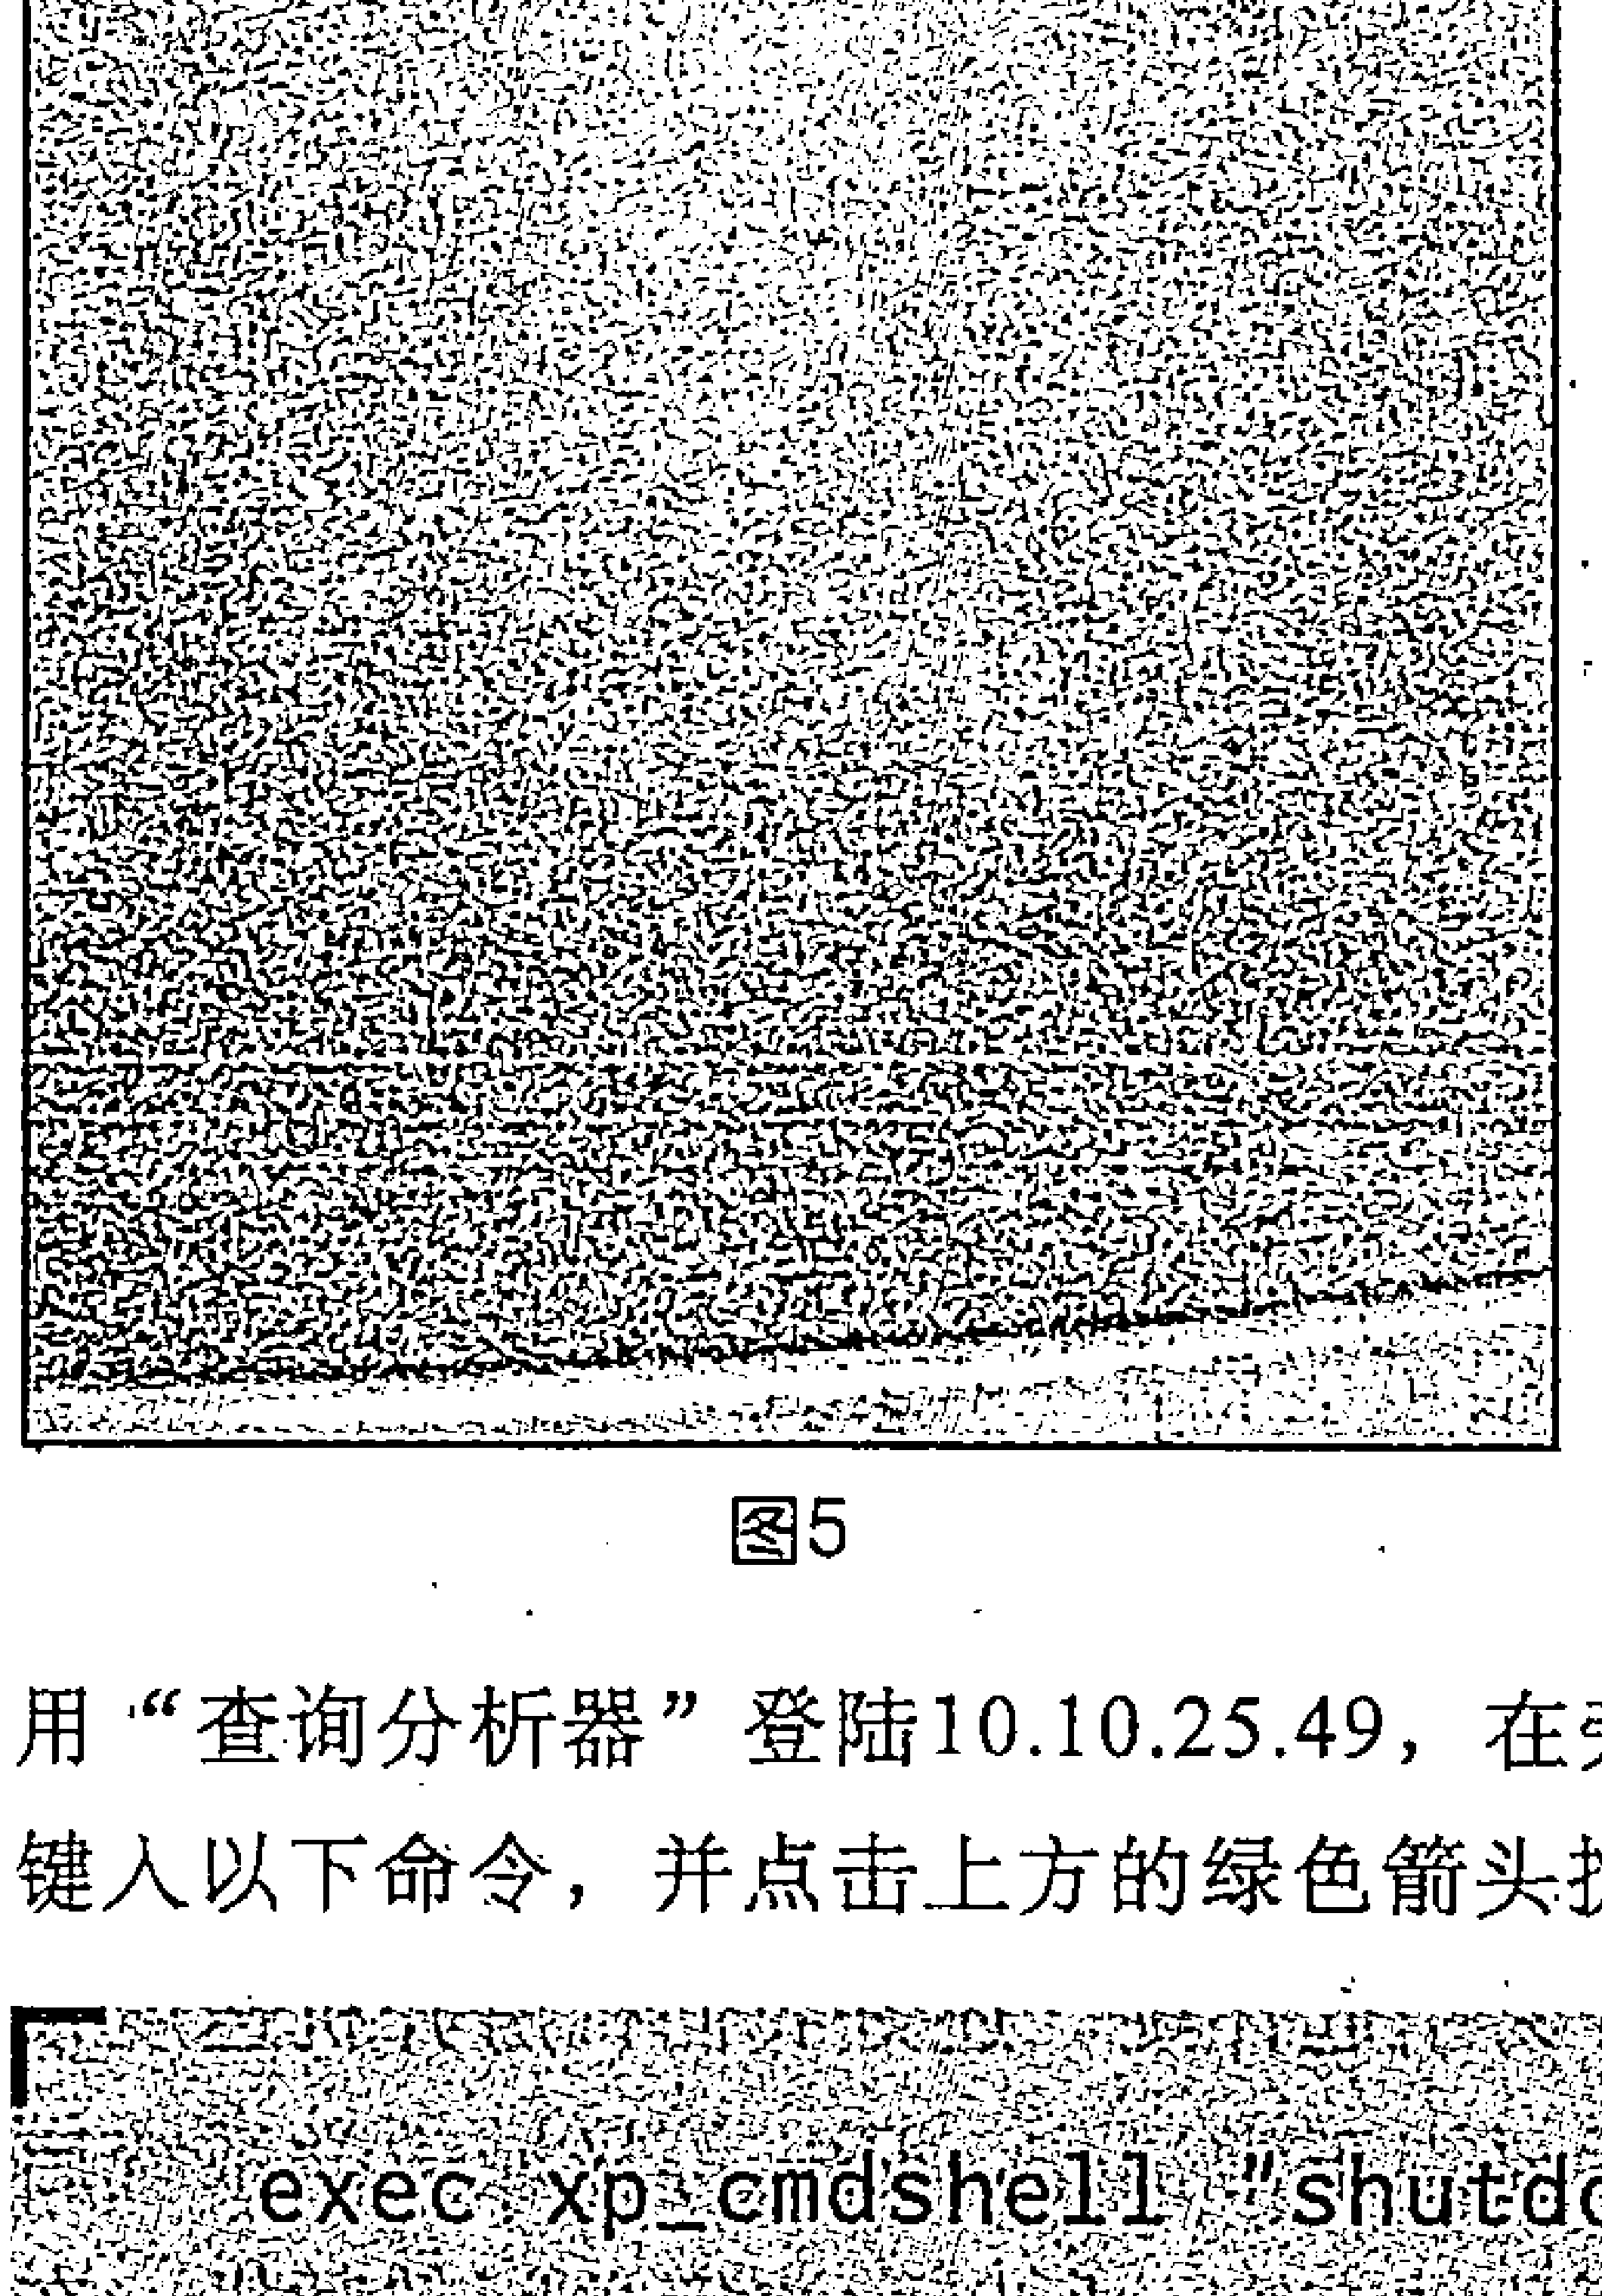 图5
用“查询分析器”登陆10.10.25.49，在
键入以下命令，并点击上方的绿色箭头
exec xp_cmdshell "shutdo